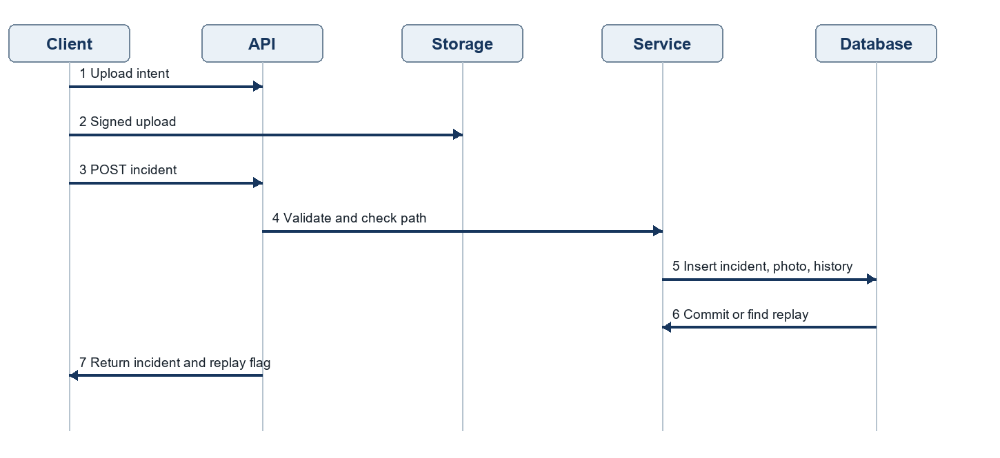 Client
API
Storage
Service
Database
1 Upload intent
2 Signed upload
3 POST incident
4 Validate and check path
5 Insert incident, photo, history
6 Commit or find replay
7 Return incident and replay flag